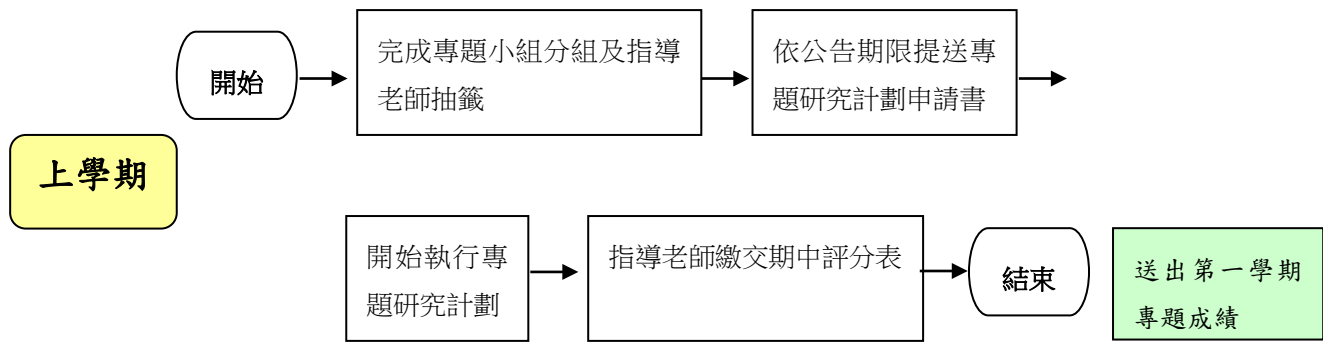 開始
完成專題小組分組及指導
老師抽籤
依公告期限提送專
題研究計劃申請書
上學期
開始執行專
題研究計劃
指導老師繳交期中評分表
結束
送出第一學期
專題成績